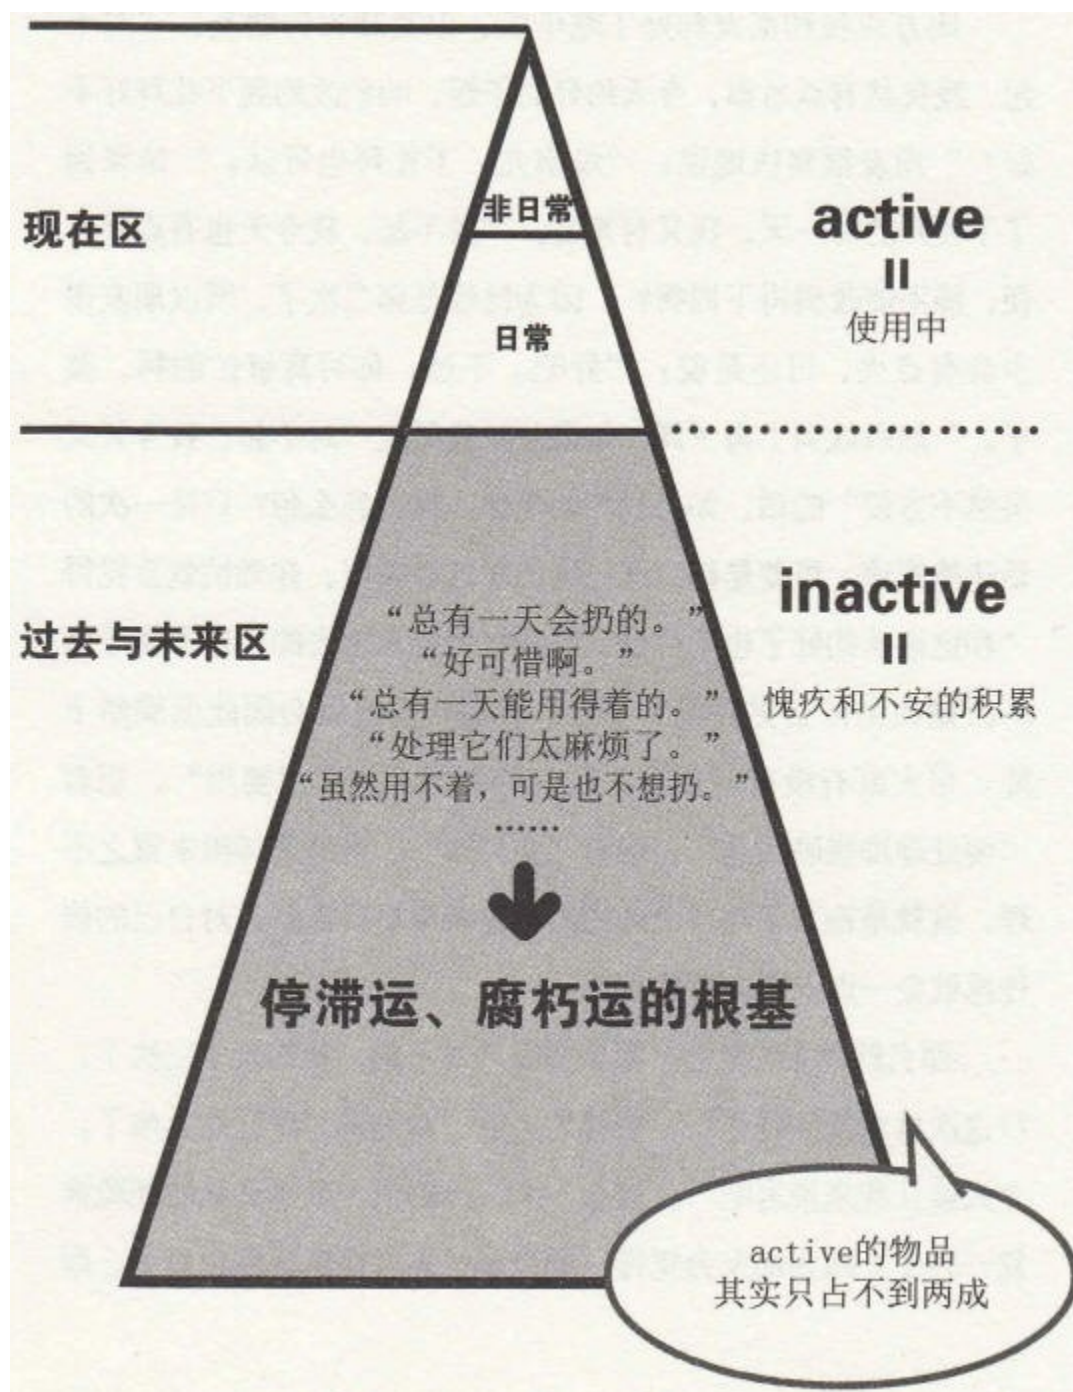 非日常
现在区
active
=
使用中
日常
inactive
=
愧疚和不安的积累
过去与未来区
“总有一天会扔的。”
“好可惜啊。”
“总有一天能用得着的。”
“处理它们太麻烦了。”
“虽然用不着，可是也不想扔。”
……
停滞运、腐朽运的根基
active的物品
其实只占不到两成